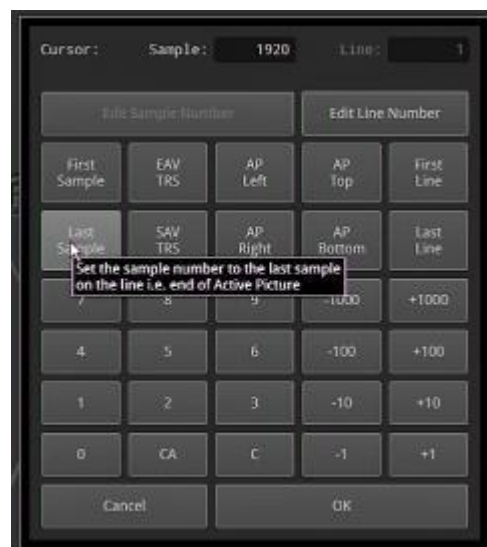 Cursor: Sample: 1920 Line: 1
Edit Sample Number Edit Line Number
First Sample EAV TRS AP Left AP Top First Line
Last Sample SAV TRS AP Right AP Bottom Last Line
Set the sample number to the last sample
on the line i.e. end of Active Picture
7 8 9 -1000 +1000
4 5 6 -100 +100
1 2 3 -10 +10
0 CA C -1 +1
Cancel OK